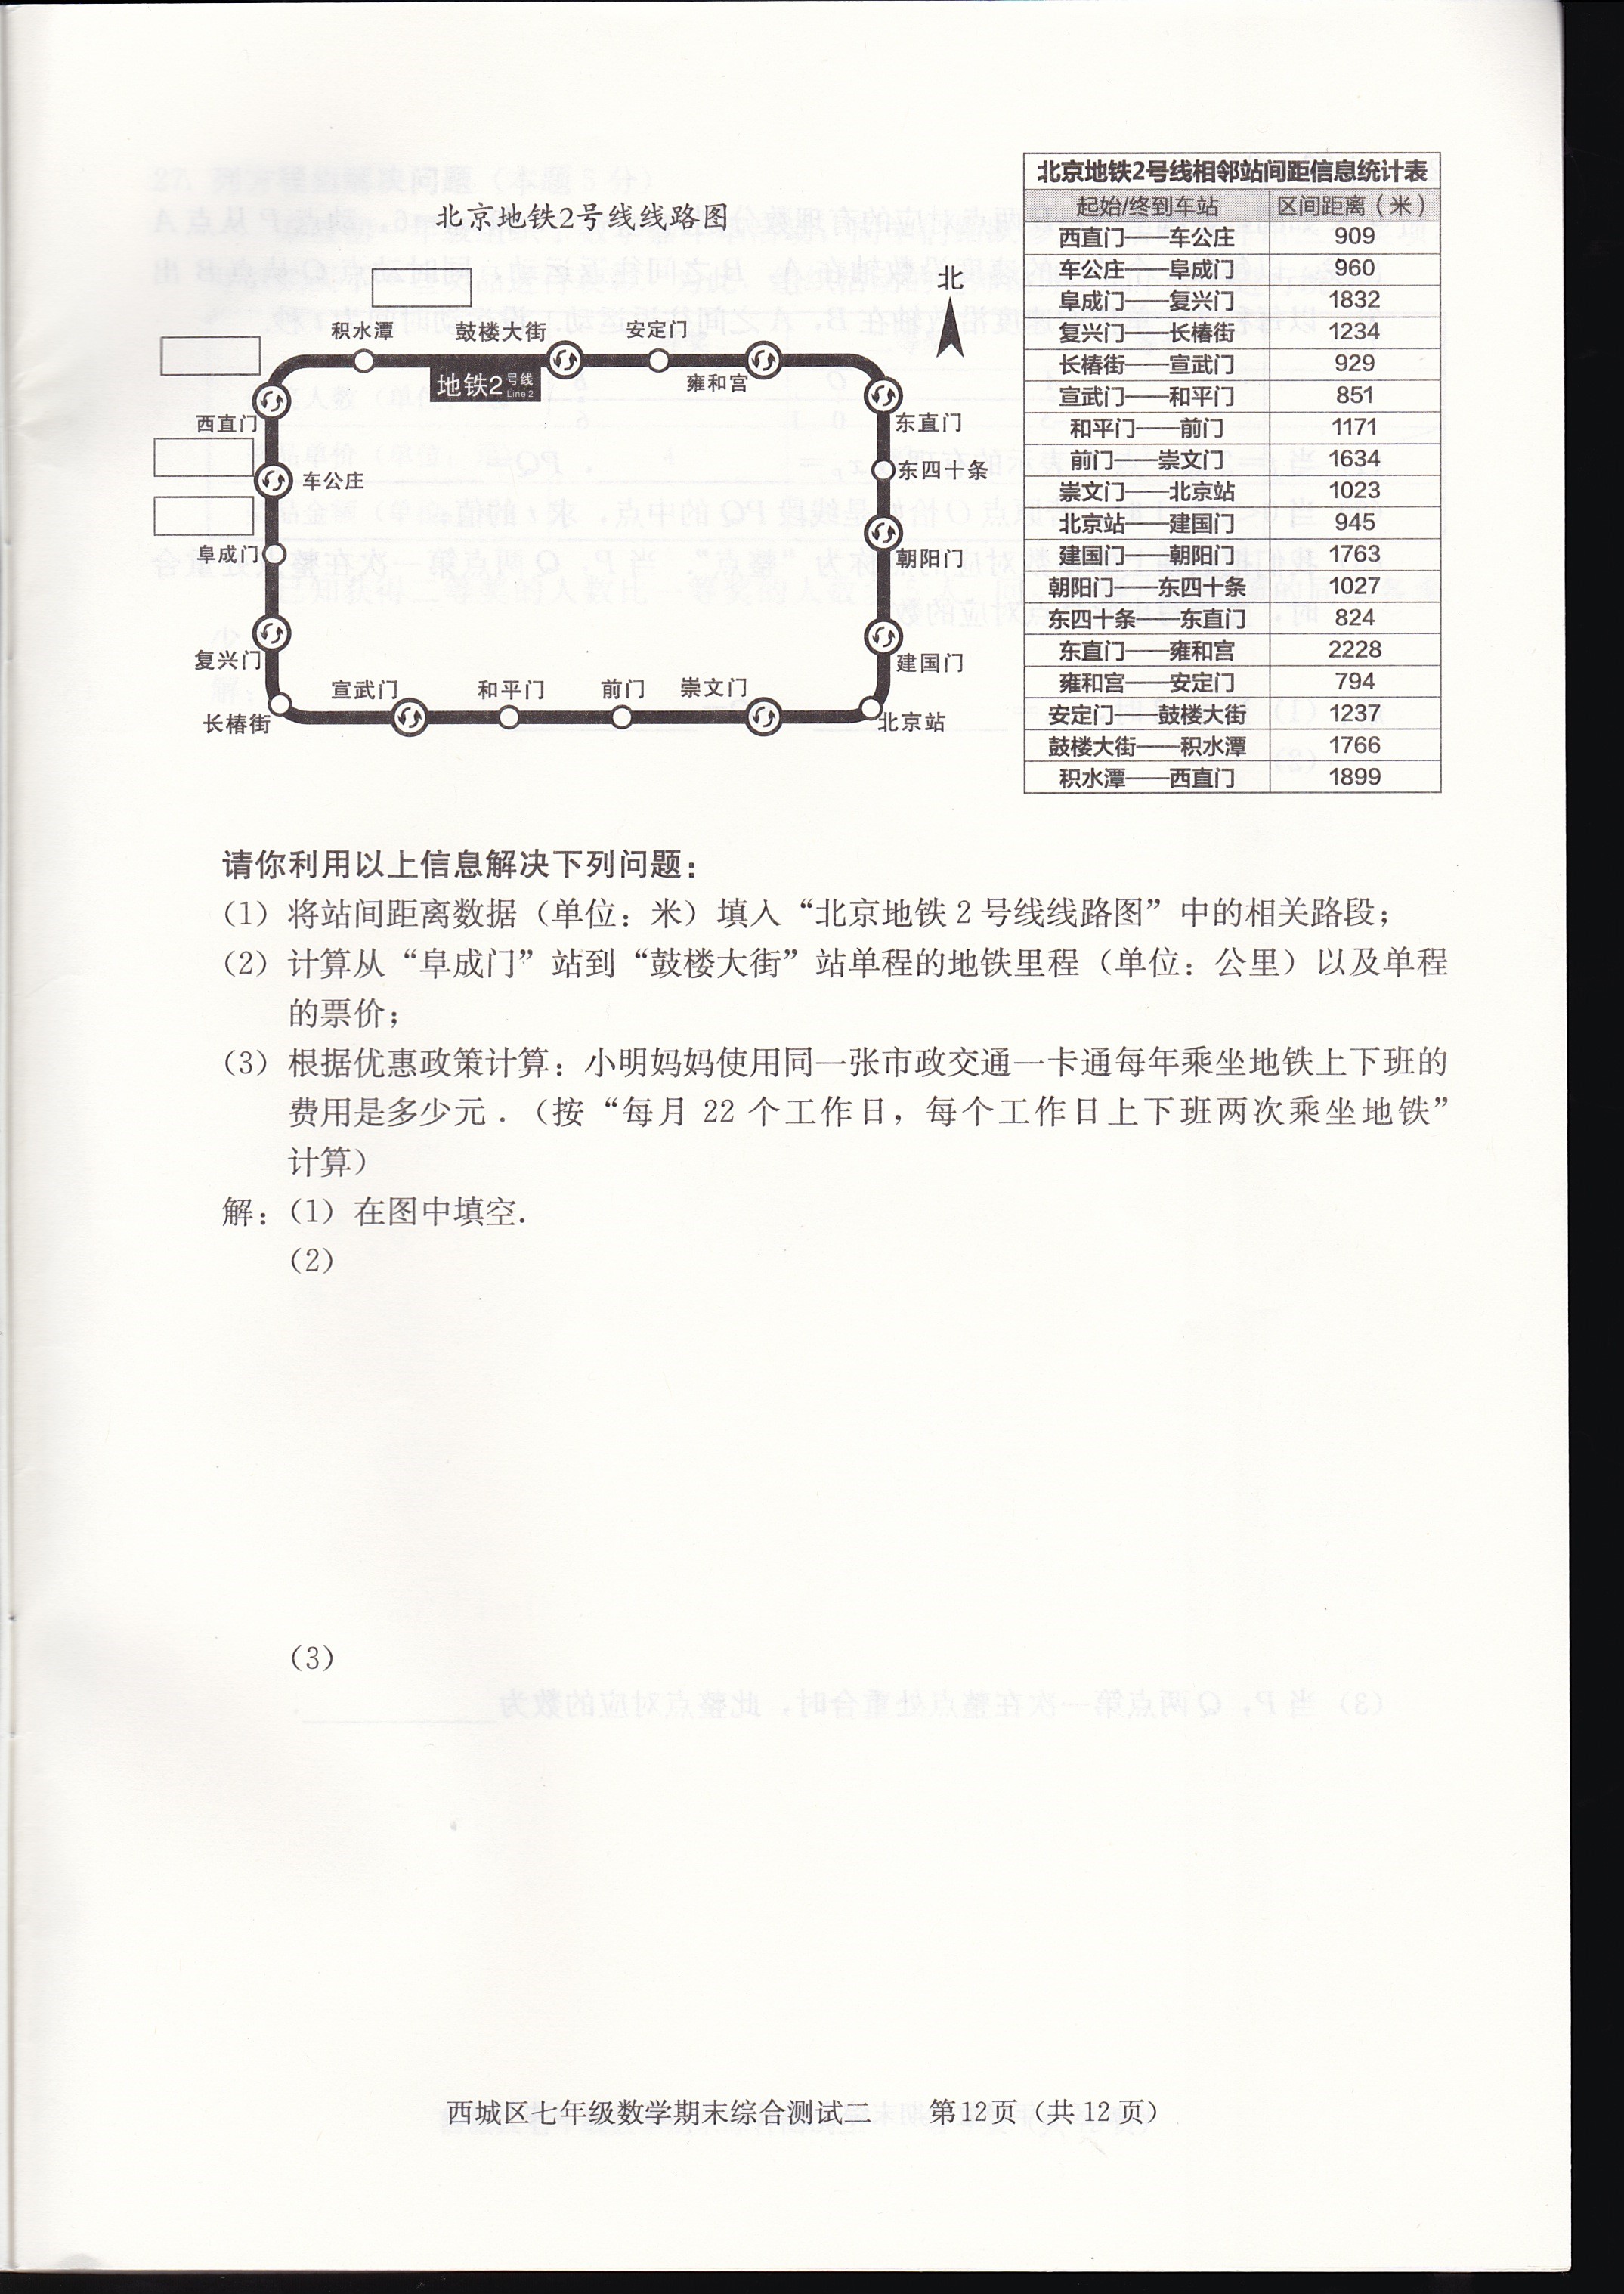 北京地铁2号线线路图
北
积水潭
鼓楼大街
安定门
雍和宫
地铁2号线
Line 2
西直门
东直门
车公庄
东四十条
阜成门
朝阳门
复兴门
建国门
长椿街
宣武门
和平门
前门
崇文门
北京站
北京地铁2号线相邻站间距信息统计表
起始/终到车站 区间距离（米）
西直门——车公庄 909
车公庄——阜成门 960
阜成门——复兴门 1832
复兴门——长椿街 1234
长椿街——宣武门 929
宣武门——和平门 851
和平门——前门 1171
前门——崇文门 1634
崇文门——北京站 1023
北京站——建国门 945
建国门——朝阳门 1763
朝阳门——东四十条 1027
东四十条——东直门 824
东直门——雍和宫 2228
雍和宫——安定门 794
安定门——鼓楼大街 1237
鼓楼大街——积水潭 1766
积水潭——西直门 1899
请你利用以上信息解决下列问题：
（1）将站间距离数据（单位：米）填入“北京地铁 2 号线线路图”中的相关路段；
（2）计算从“阜成门”站到“鼓楼大街”站单程的地铁里程（单位：公里）以及单程
的票价；
（3）根据优惠政策计算：小明妈妈使用同一张市政交通一卡通每年乘坐地铁上下班的
费用是多少元．（按“每月 22 个工作日，每个工作日上下班两次乘坐地铁”
计算）
解：（1）在图中填空．
（2）
（3）
西城区七年级数学期末综合测试二 第12页（共12页）